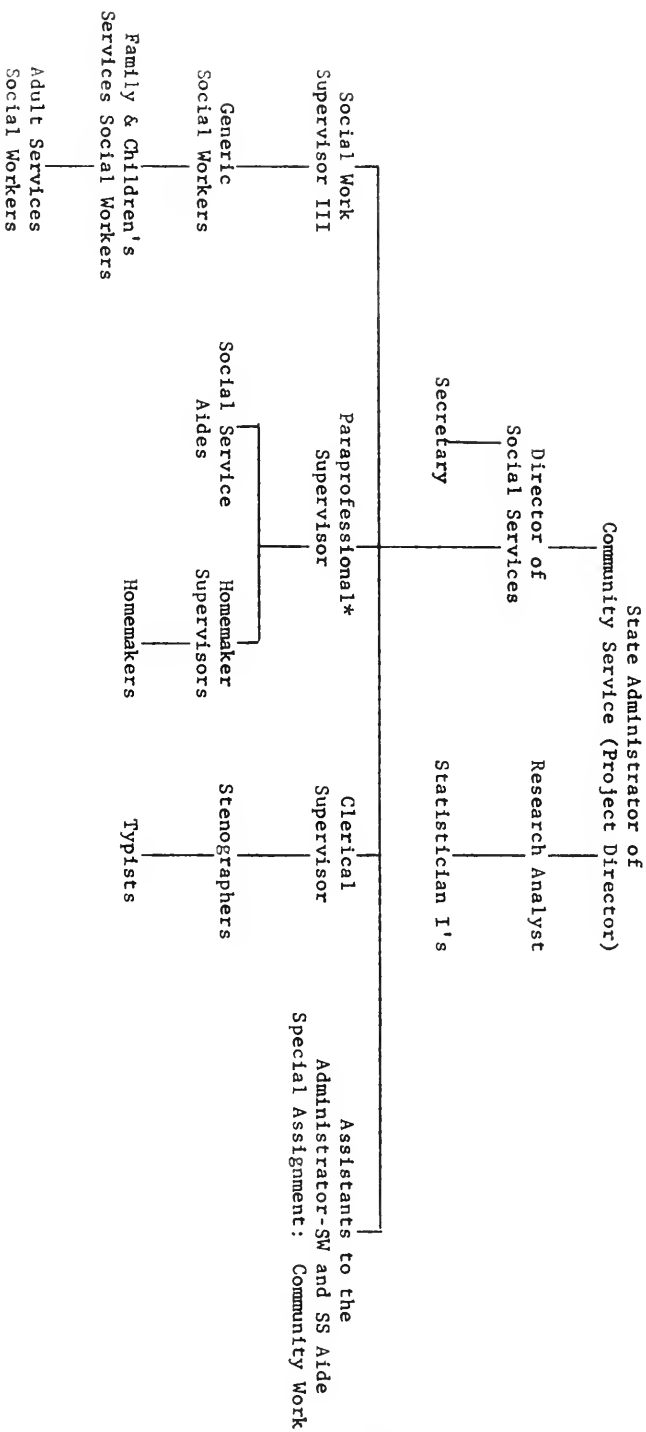 State Administrator of
Community Service (Project Director)
Director of
Social Services
Research Analyst
Secretary
Statistician I's
Social Work
Supervisor III
Paraprofessional*
Supervisor
Clerical
Supervisor
Assistants to the
Administrator-SW and SS Aide
Special Assignment: Community Work
Generic
Social Workers
Social Service
Aides
Homemaker
Supervisors
Stenographers
Family & Children's
Services Social Workers
Homemakers
Typists
Adult Services
Social Workers